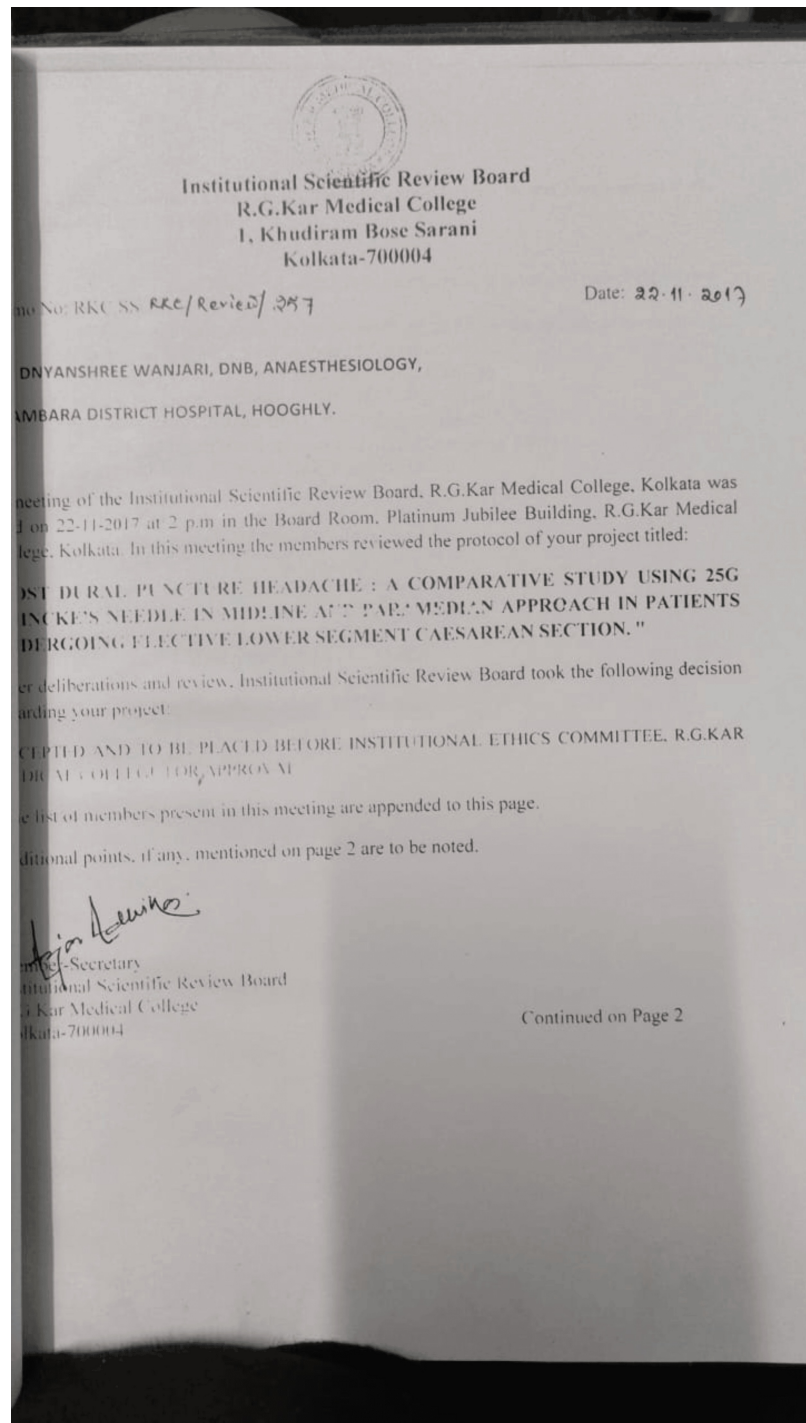 Institutional Scientific Review Board
R.G.Kar Medical College
1, Khudiram Bose Sarani
Kolkata-700004
No: RKC SS RKC/Review/ Date: 22.11.2017
DNYANSHREE WANJARI, DNB, ANAESTHESIOLOGY,
DISTRICT HOSPITAL, HOOGHLY.
meeting of the Institutional Scientific Review Board, R.G.Kar Medical College, Kolkata was
on 22-11-2017 at 2 p.m in the Board Room, Platinum Jubilee Building, R.G.Kar Medical
Kolkata. In this meeting the members reviewed the protocol of your project titled:
DURAL PUNCTURE HEADACHE : A COMPARATIVE STUDY USING 25G
NEEDLE IN MIDLINE AND PARAMEDIAN APPROACH IN PATIENTS
ELECTIVE LOWER SEGMENT CAESAREAN SECTION."
deliberations and review, Institutional Scientific Review Board took the following decision
your project:
AND TO BE PLACED BEFORE INSTITUTIONAL ETHICS COMMITTEE, R.G.KAR
COLLEGE FOR APPROVAL
list of members present in this meeting are appended to this page.
points, if any, mentioned on page 2 are to be noted.
-Secretary
Scientific Review Board
Kar Medical College
-700004
Continued on Page 2